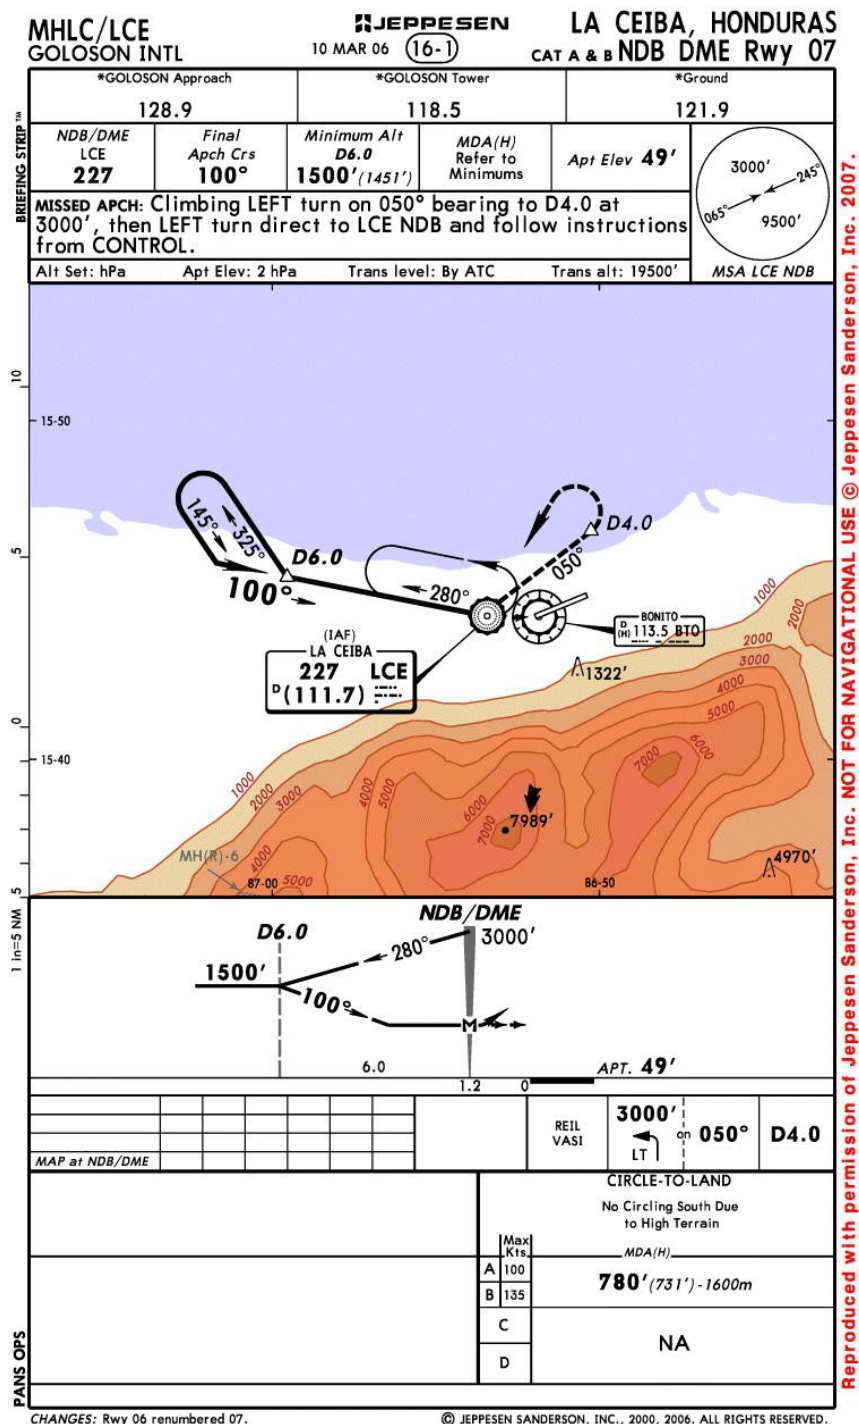 MHLC/LCE
GOLOSON INTL
JEPPESEN
10 MAR 06 16-1
LA CEIBA, HONDURAS
CAT A & B NDB DME Rwy 07
BRIEFING STRIP™
*GOLOSON Approach
128.9
*GOLOSON Tower
118.5
*Ground
121.9
NDB/DME
LCE
227
Final
Apch Crs
100°
Minimum Alt
D6.0
1500' (1451')
MDA(H)
Refer to
Minimums
Apt Elev 49'
MISSED APCH: Climbing LEFT turn on 050° bearing to D4.0 at
3000', then LEFT turn direct to LCE NDB and follow instructions
from CONTROL.
Alt Set: hPa Apt Elev: 2 hPa Trans level: By ATC Trans alt: 19500'
3000'
245°
065°
9500'
MSA LCE NDB
10
15-50
5
0
15-40
5
1 in=5 NM
145°
325°
D6.0
100°
280°
050°
D4.0
(IAF)
LA CEIBA
227 LCE
D (111.7)
BONITO
D
(H) 113.5 BTO
1322'
1000
2000
2000
3000
4000
5000
6000
7000
1000
2000
3000
4000
5000
6000
7000
7989'
4970'
MH(R)-6
4000
5000
87-00
86-50
NDB/DME
D6.0
280°
3000'
1500'
100°
M
6.0
1.2
0
APT. 49'
MAP at NDB/DME
REIL
VASI
3000'
LT
on 050°
D4.0
CIRCLE-TO-LAND
No Circling South Due
to High Terrain
Max
Kts
MDA(H)
A 100
B 135
780' (731') - 1600m
C
D
NA
PANS OPS
CHANGES: Rwy 06 renumbered 07.
© JEPPESEN SANDERSON, INC., 2000, 2006. ALL RIGHTS RESERVED.
Reproduced with permission of Jeppesen Sanderson, Inc. NOT FOR NAVIGATIONAL USE © Jeppesen Sanderson, Inc. 2007.